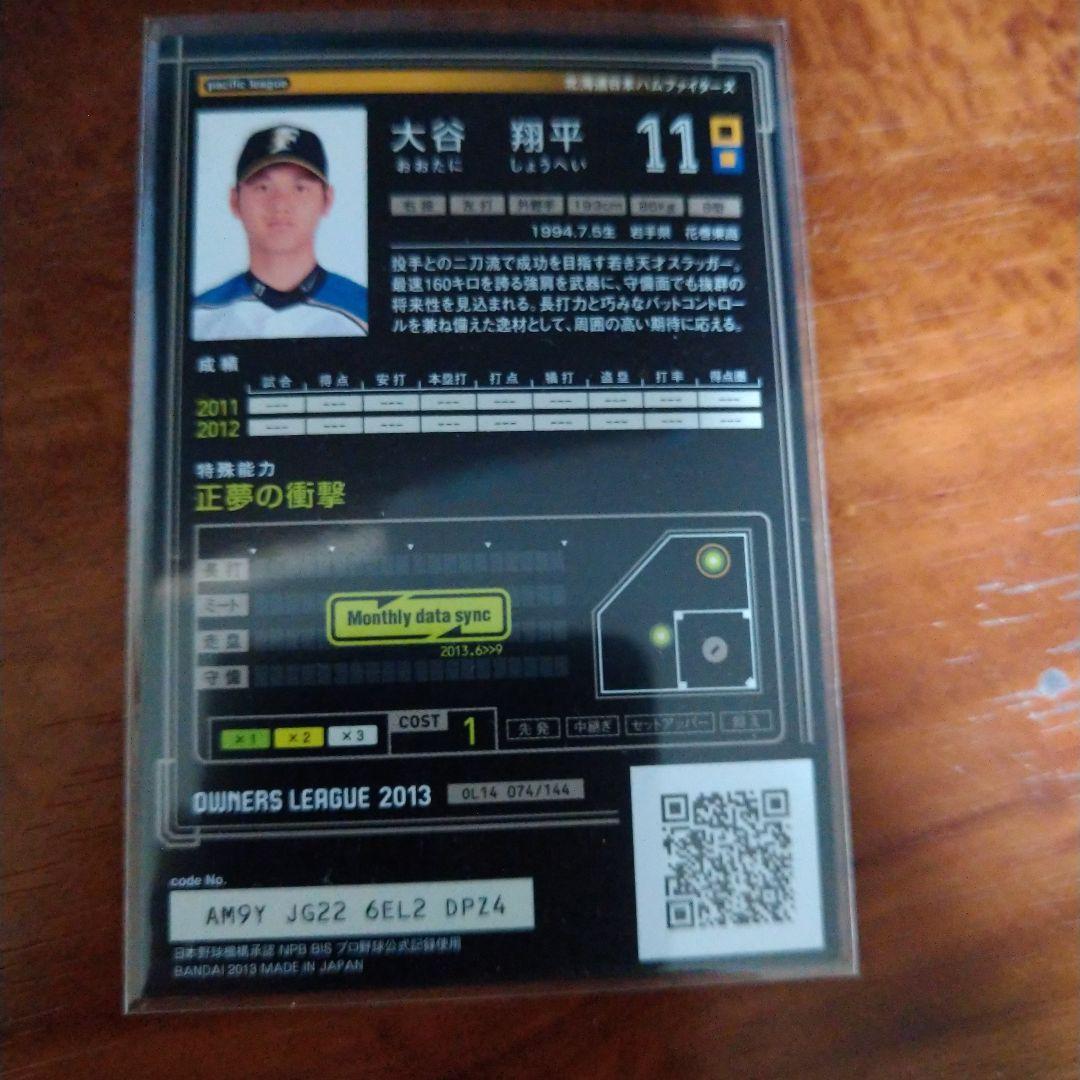 pacific league 北海道日本ハムファイターズ
F
大谷 翔平 11
おおたに しょうへい
右投 左打 外野手 193cm 86kg B型
1994.7.5生 岩手県 花巻東高
投手との二刀流で成功を目指す若き天才スラッガー。
最速160キロを誇る強肩を武器に、守備面でも抜群の
将来性を見込まれる。長打力と巧みなバットコントロー
ルを兼ね備えた逸材として、周囲の高い期待に応える。
成績
試合 得点 安打 本塁打 打点 犠打 盗塁 打率 得点圏
2011 --- --- --- --- --- --- --- --- ---
2012 --- --- --- --- --- --- --- --- ---
特殊能力
正夢の衝撃
長打
ミート
走塁
守備
Monthly data sync
2013.6>>9
×1 ×2 ×3 COST 1 先発 中継ぎ セットアッパー 抑え
OWNERS LEAGUE 2013 OL14 074/144
code No.
AM9Y JG22 6EL2 DPZ4
日本野球機構承認 NPB BIS プロ野球公式記録使用
BANDAI 2013 MADE IN JAPAN